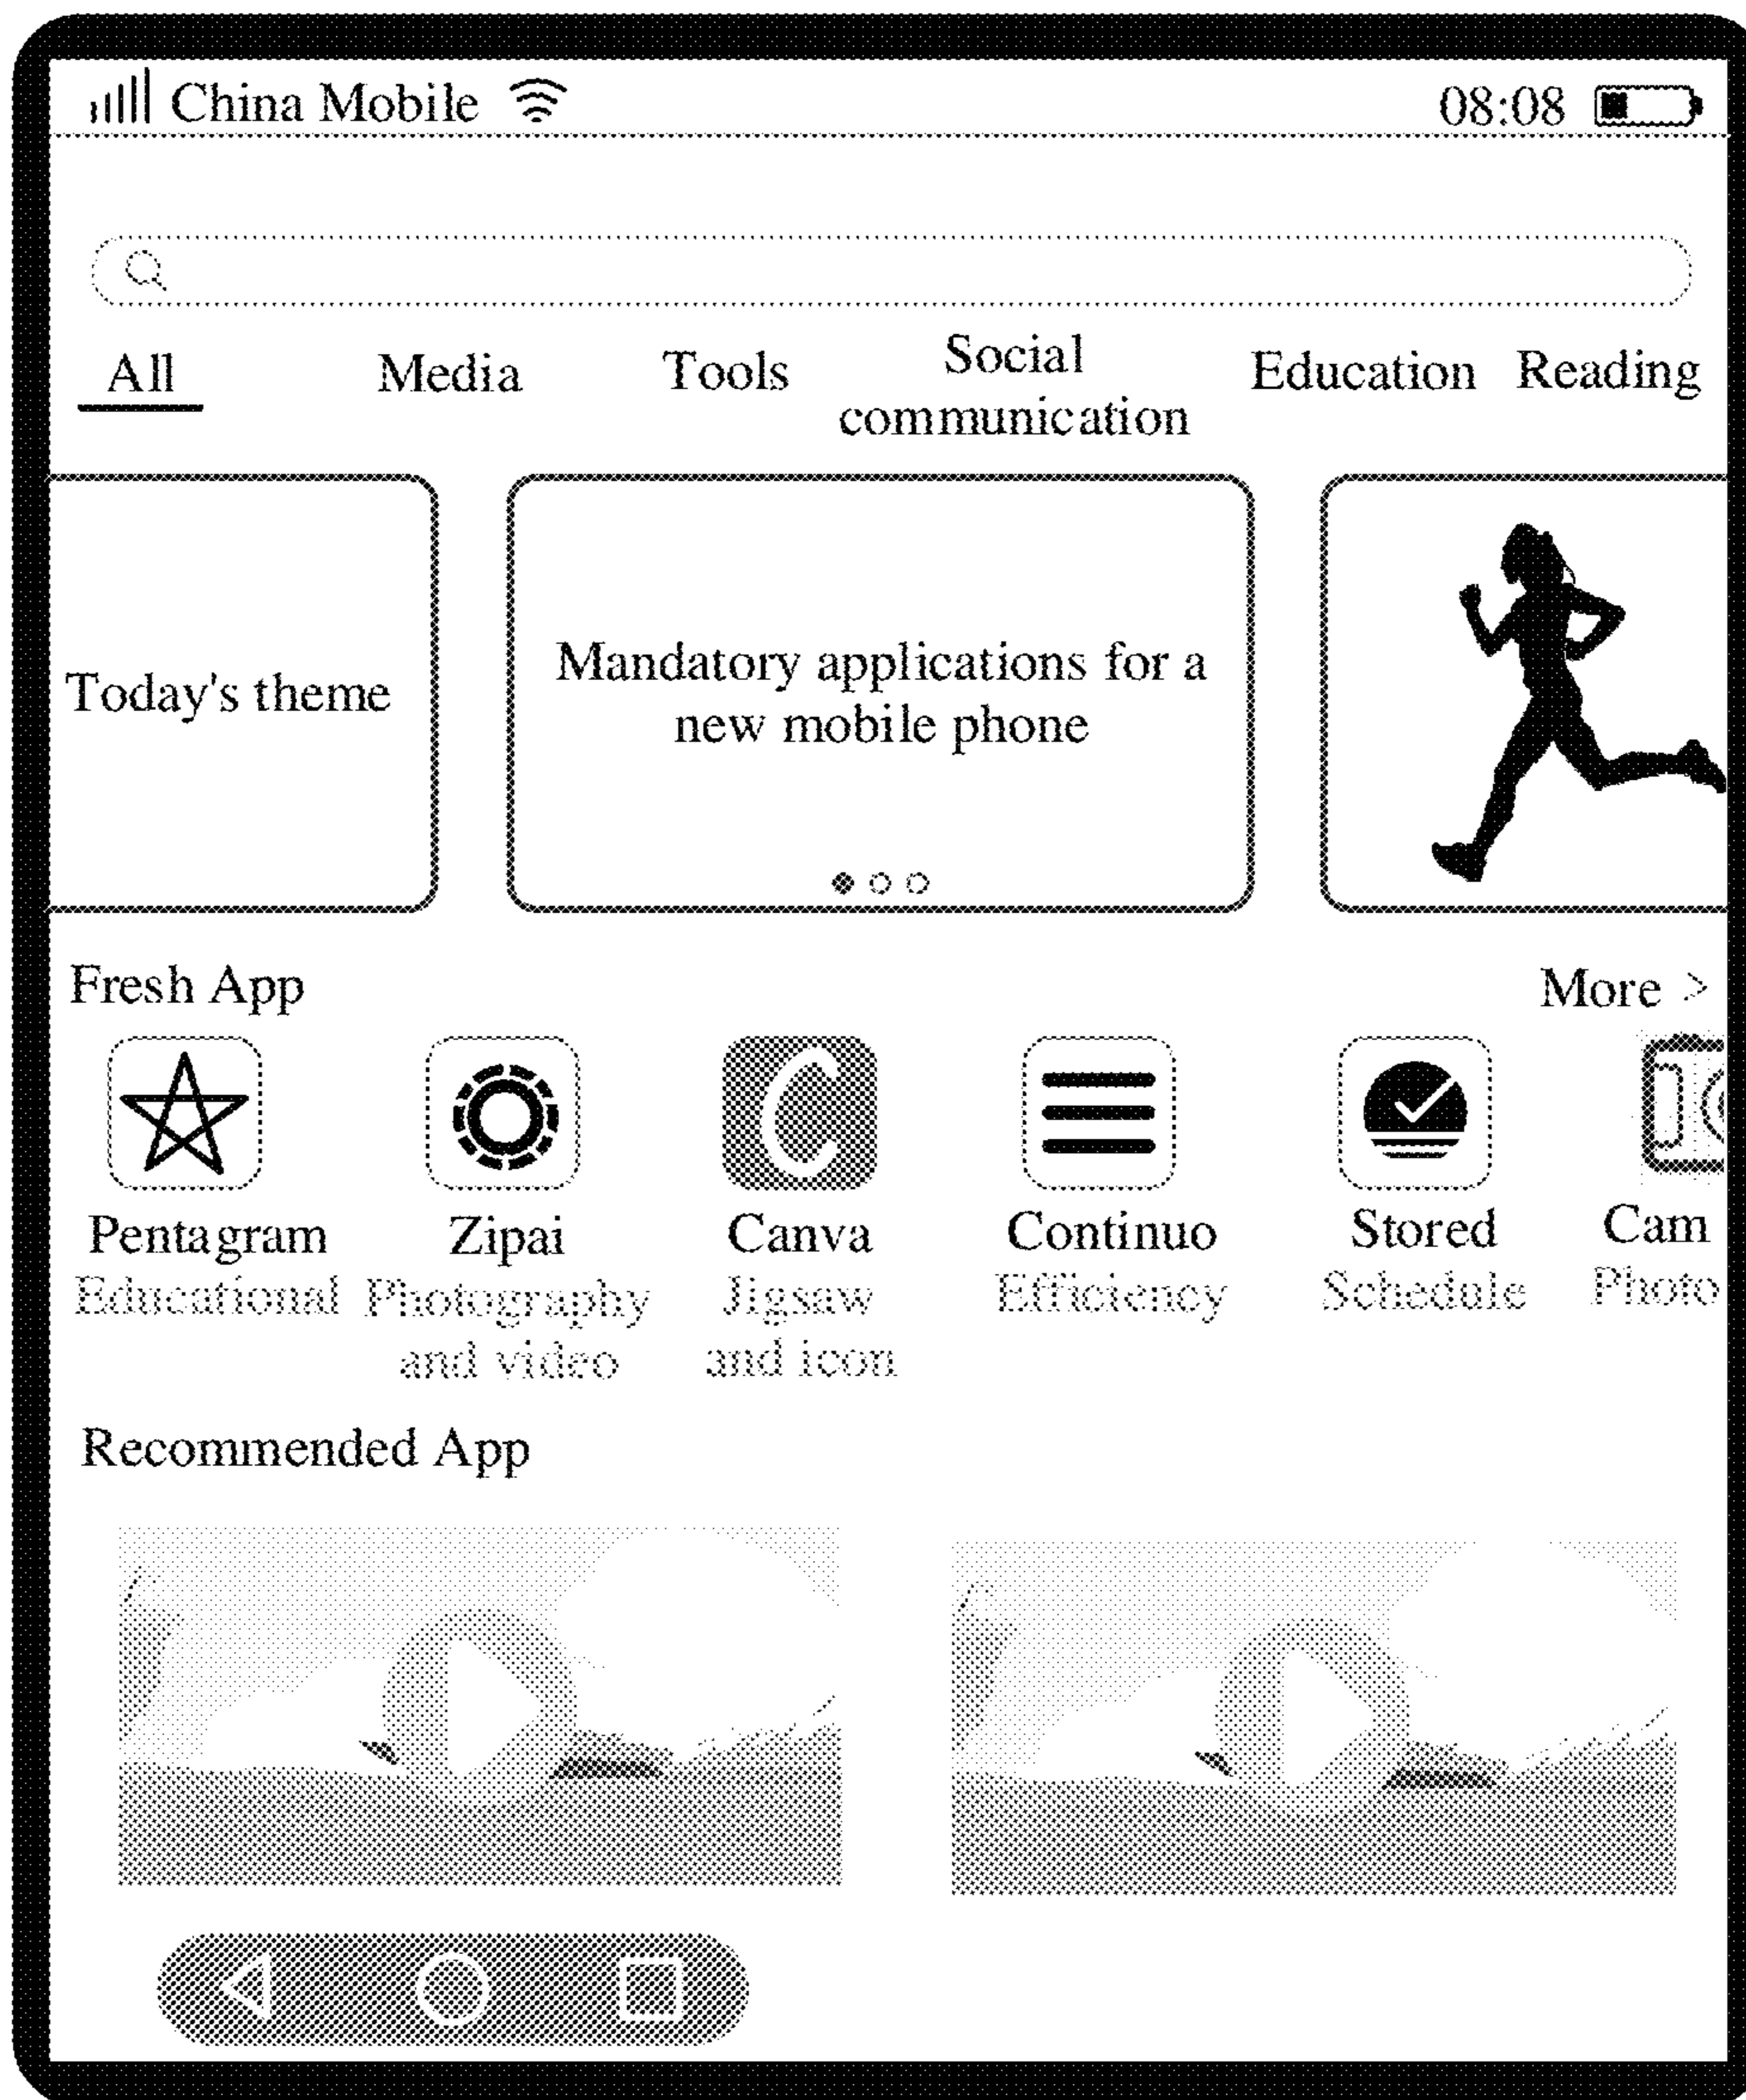 China Mobile 08:08
All Media Tools Social communication Education Reading
Today's theme
Mandatory applications for a
new mobile phone
Fresh App More >
Pentagram Zipai Canva Continuo Stored Cam
Educational Photography and video Jigsaw and icon Efficiency Schedule Photo
Recommended App